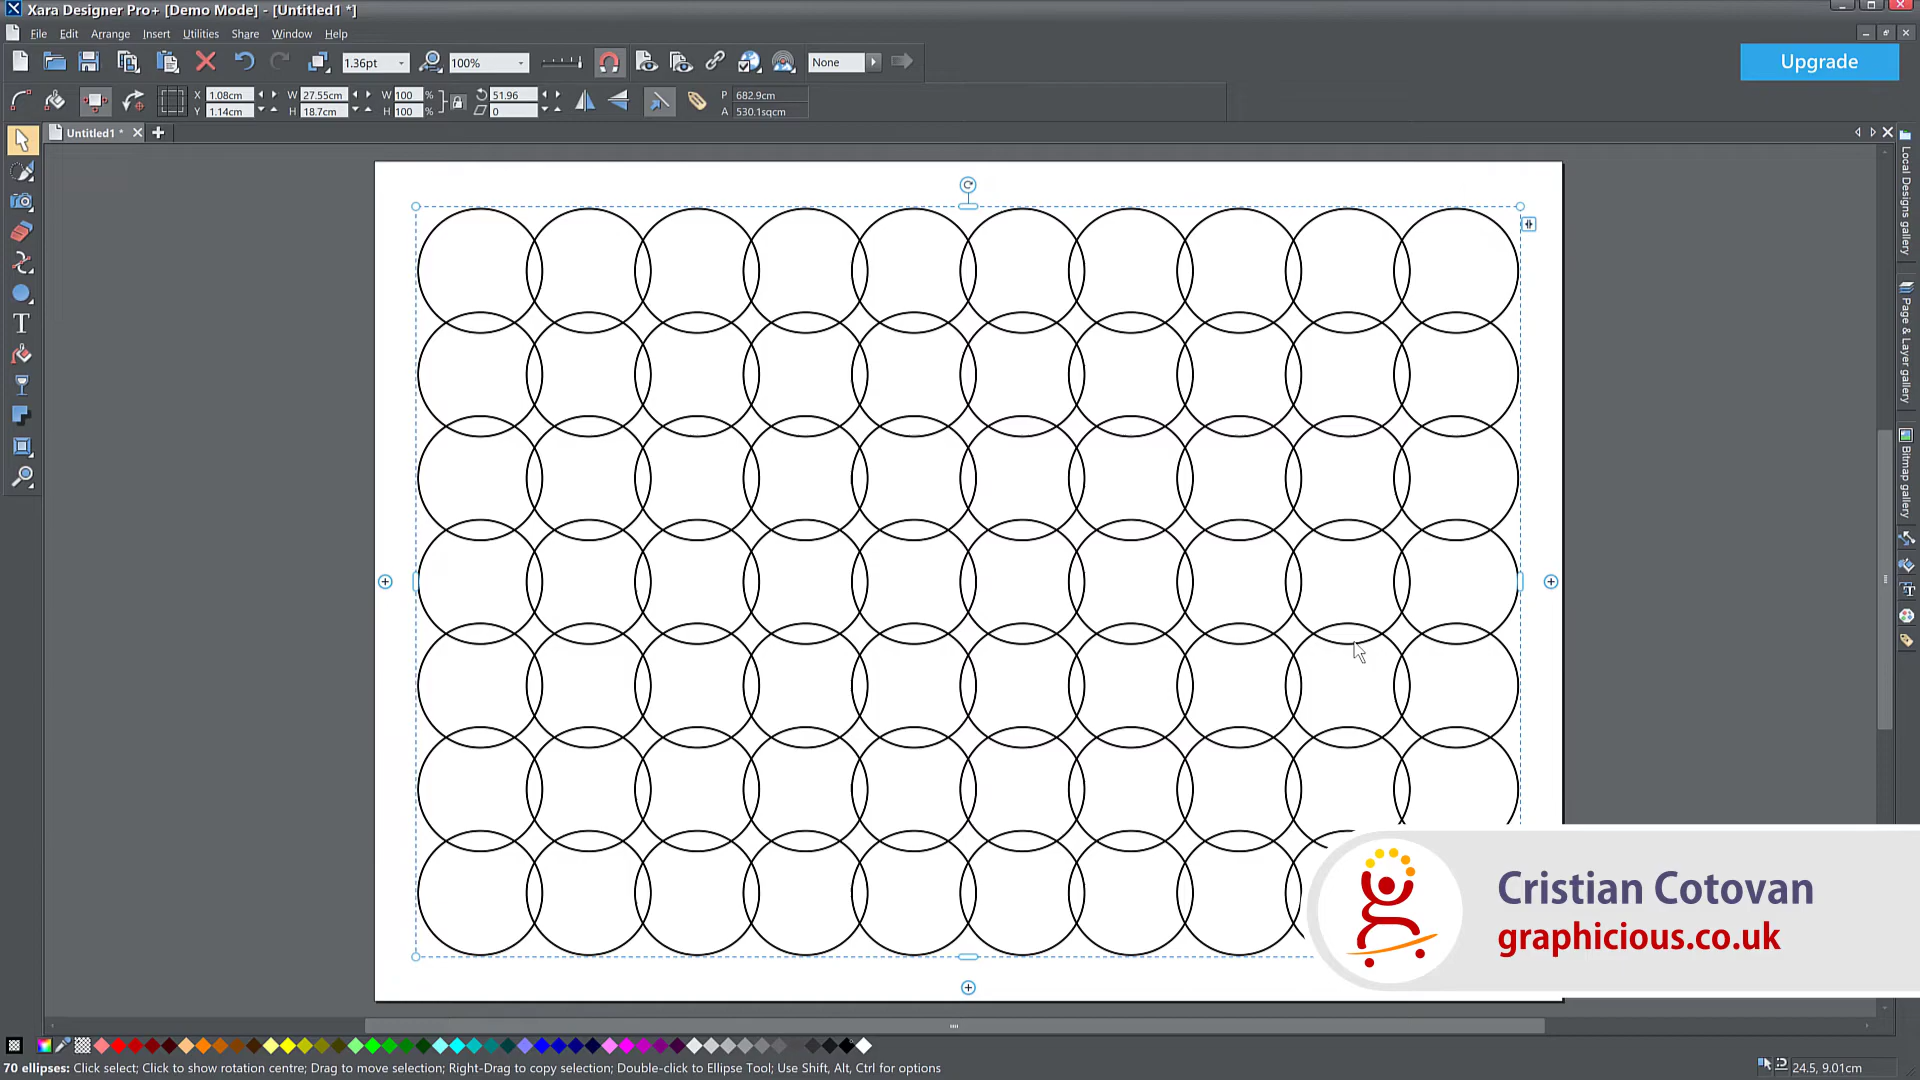 Xara Designer Pro+ [Demo Mode] - [Untitled1 *]
File Edit Arrange Insert Utilities Share Window Help
1.36pt 100% None Upgrade
X 1.08cm W 27.55cm W 100 % 51.96 P 682.9cm
Y 1.14cm H 18.7cm H 100 % 0 A 530.1sqcm
Untitled1 *
T
Local Designs gallery
Page & Layer gallery
Bitmap gallery
Cristian Cotovan
graphicious.co.uk
70 ellipses: Click select; Click to show rotation centre; Drag to move selection; Right-Drag to copy selection; Double-click to Ellipse Tool; Use Shift, Alt, Ctrl for options
24.5, 9.01cm